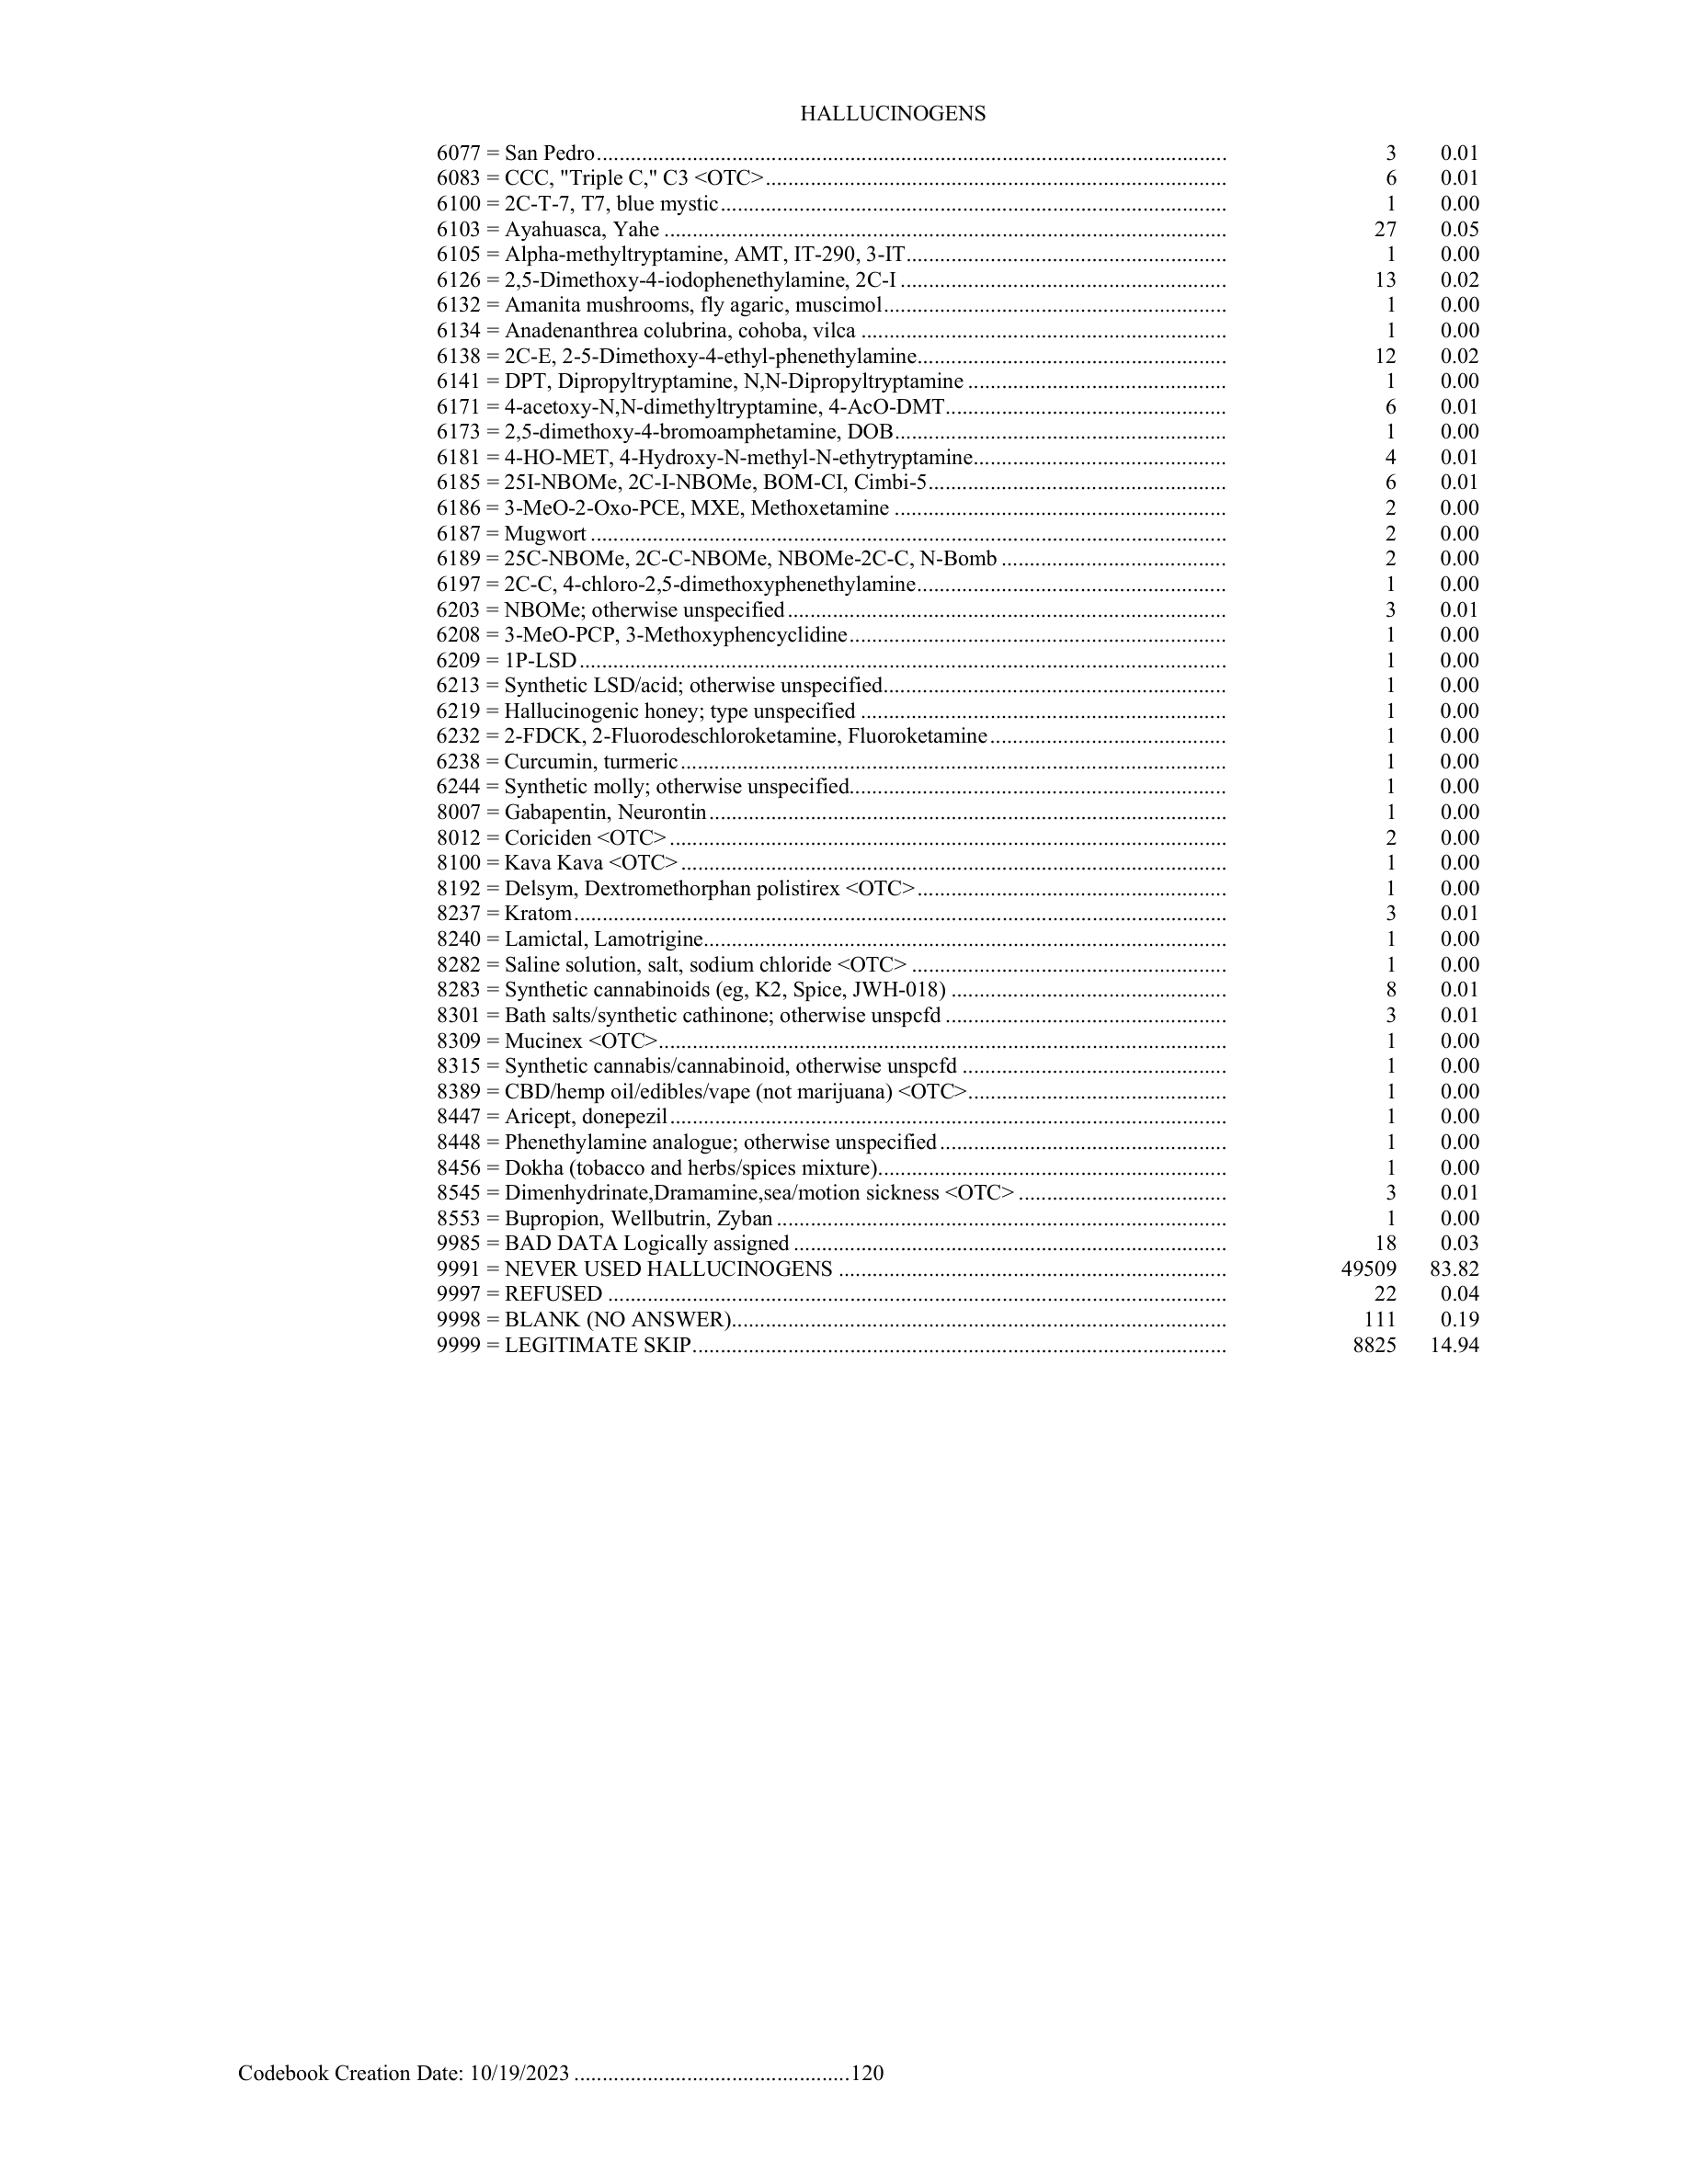 HALLUCINOGENS
6077 = San Pedro 3 0.01
6083 = CCC, "Triple C," C3 <OTC> 6 0.01
6100 = 2C-T-7, T7, blue mystic 1 0.00
6103 = Ayahuasca, Yahe 27 0.05
6105 = Alpha-methyltryptamine, AMT, IT-290, 3-IT 1 0.00
6126 = 2,5-Dimethoxy-4-iodophenethylamine, 2C-I 13 0.02
6132 = Amanita mushrooms, fly agaric, muscimol 1 0.00
6134 = Anadenanthrea colubrina, cohoba, vilca 1 0.00
6138 = 2C-E, 2-5-Dimethoxy-4-ethyl-phenethylamine 12 0.02
6141 = DPT, Dipropyltryptamine, N,N-Dipropyltryptamine 1 0.00
6171 = 4-acetoxy-N,N-dimethyltryptamine, 4-AcO-DMT 6 0.01
6173 = 2,5-dimethoxy-4-bromoamphetamine, DOB 1 0.00
6181 = 4-HO-MET, 4-Hydroxy-N-methyl-N-ethytryptamine 4 0.01
6185 = 25I-NBOMe, 2C-I-NBOMe, BOM-CI, Cimbi-5 6 0.01
6186 = 3-MeO-2-Oxo-PCE, MXE, Methoxetamine 2 0.00
6187 = Mugwort 2 0.00
6189 = 25C-NBOMe, 2C-C-NBOMe, NBOMe-2C-C, N-Bomb 2 0.00
6197 = 2C-C, 4-chloro-2,5-dimethoxyphenethylamine 1 0.00
6203 = NBOMe; otherwise unspecified 3 0.01
6208 = 3-MeO-PCP, 3-Methoxyphencyclidine 1 0.00
6209 = 1P-LSD 1 0.00
6213 = Synthetic LSD/acid; otherwise unspecified 1 0.00
6219 = Hallucinogenic honey; type unspecified 1 0.00
6232 = 2-FDCK, 2-Fluorodeschloroketamine, Fluoroketamine 1 0.00
6238 = Curcumin, turmeric 1 0.00
6244 = Synthetic molly; otherwise unspecified 1 0.00
8007 = Gabapentin, Neurontin 1 0.00
8012 = Coriciden <OTC> 2 0.00
8100 = Kava Kava <OTC> 1 0.00
8192 = Delsym, Dextromethorphan polistirex <OTC> 1 0.00
8237 = Kratom 3 0.01
8240 = Lamictal, Lamotrigine 1 0.00
8282 = Saline solution, salt, sodium chloride <OTC> 1 0.00
8283 = Synthetic cannabinoids (eg, K2, Spice, JWH-018) 8 0.01
8301 = Bath salts/synthetic cathinone; otherwise unspcfd 3 0.01
8309 = Mucinex <OTC> 1 0.00
8315 = Synthetic cannabis/cannabinoid, otherwise unspcfd 1 0.00
8389 = CBD/hemp oil/edibles/vape (not marijuana) <OTC> 1 0.00
8447 = Aricept, donepezil 1 0.00
8448 = Phenethylamine analogue; otherwise unspecified 1 0.00
8456 = Dokha (tobacco and herbs/spices mixture) 1 0.00
8545 = Dimenhydrinate,Dramamine,sea/motion sickness <OTC> 3 0.01
8553 = Bupropion, Wellbutrin, Zyban 1 0.00
9985 = BAD DATA Logically assigned 18 0.03
9991 = NEVER USED HALLUCINOGENS 49509 83.82
9997 = REFUSED 22 0.04
9998 = BLANK (NO ANSWER) 111 0.19
9999 = LEGITIMATE SKIP 8825 14.94
Codebook Creation Date: 10/19/2023 120